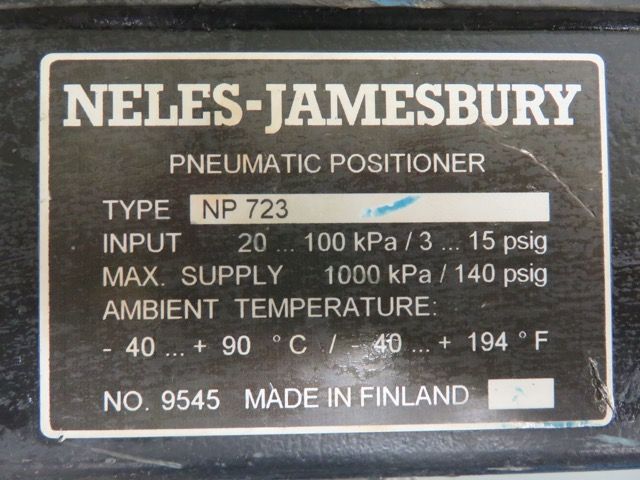 NELES-JAMESBURY
PNEUMATIC POSITIONER
TYPE NP 723
INPUT 20 ... 100 kPa / 3 ... 15 psig
MAX. SUPPLY 1000 kPa / 140 psig
AMBIENT TEMPERATURE:
- 40 ... + 90 °C / - 40 ... + 194 °F
NO. 9545 MADE IN FINLAND